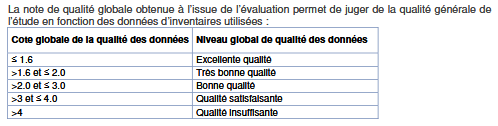 La note de qualité globale obtenue à l'issue de l'évaluation permet de juger de la qualité générale de
l'étude en fonction des données d'inventaires utilisées :
Cote globale de la qualité des données Niveau global de qualité des données
≤ 1.6 Excellente qualité
>1.6 et ≤ 2.0 Très bonne qualité
>2.0 et ≤ 3.0 Bonne qualité
>3 et ≤ 4.0 Qualité satisfaisante
>4 Qualité insuffisante